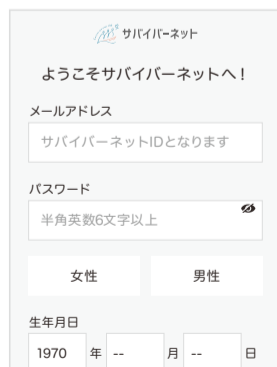 サバイバーネット
ようこそサバイバーネットへ！
メールアドレス
サバイバーネットIDとなります
パスワード
半角英数6文字以上
女性 男性
生年月日
1970 年 -- 月 -- 日